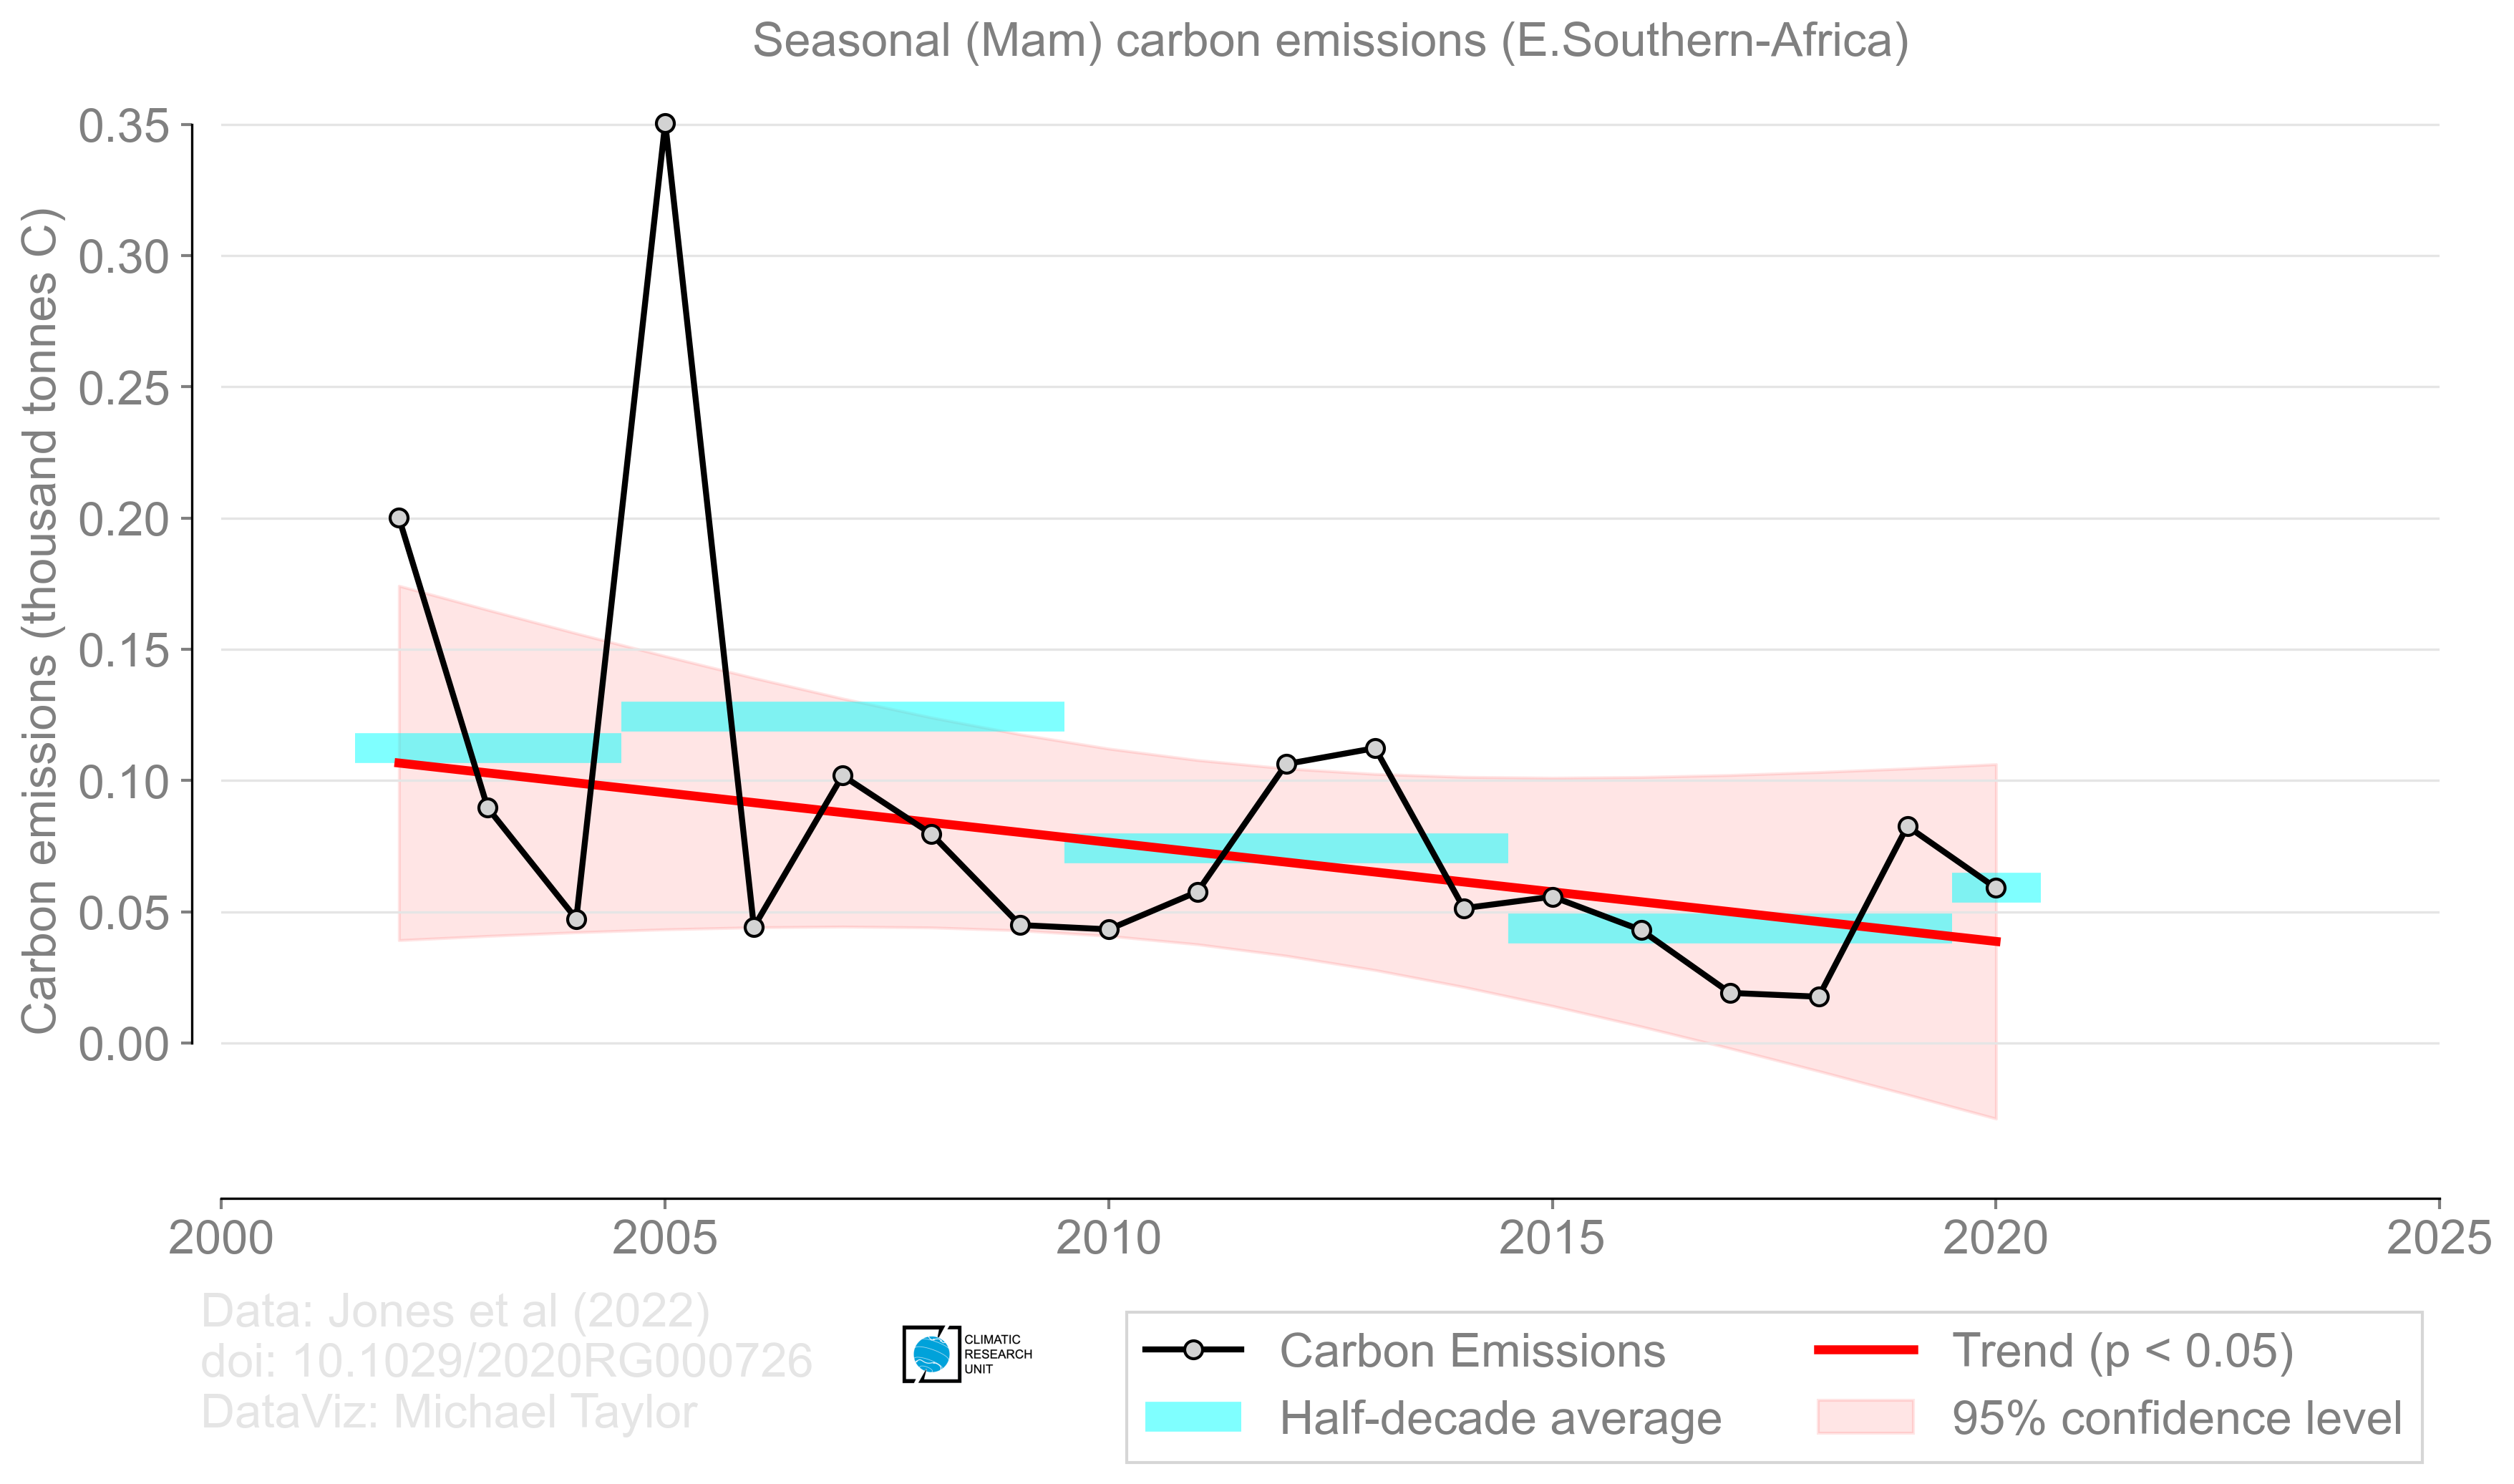 Seasonal (Mam) carbon emissions (E.Southern-Africa)
Carbon emissions (thousand tonnes C)
0.35
0.30
0.25
0.20
0.15
0.10
0.05
0.00
2000 2005 2010 2015 2020 2025
Data: Jones et al (2022)
doi: 10.1029/2020RG000726
DataViz: Michael Taylor
CLIMATIC
RESEARCH
UNIT
Carbon Emissions
Half-decade average
Trend (p < 0.05)
95% confidence level